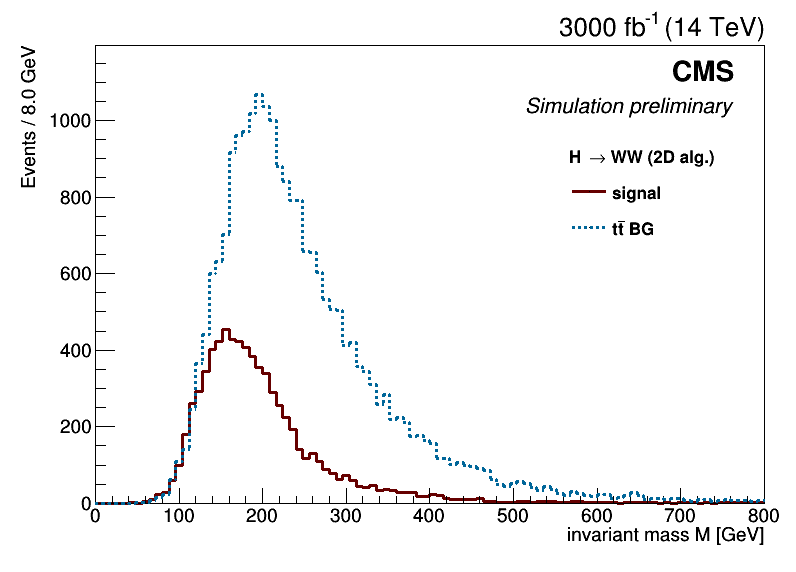 3000 fb⁻¹ (14 TeV)
CMS
Simulation preliminary
H → WW (2D alg.)
signal
tt̄ BG
Events / 8.0 GeV
1000
800
600
400
200
0
0 100 200 300 400 500 600 700 800
invariant mass M [GeV]